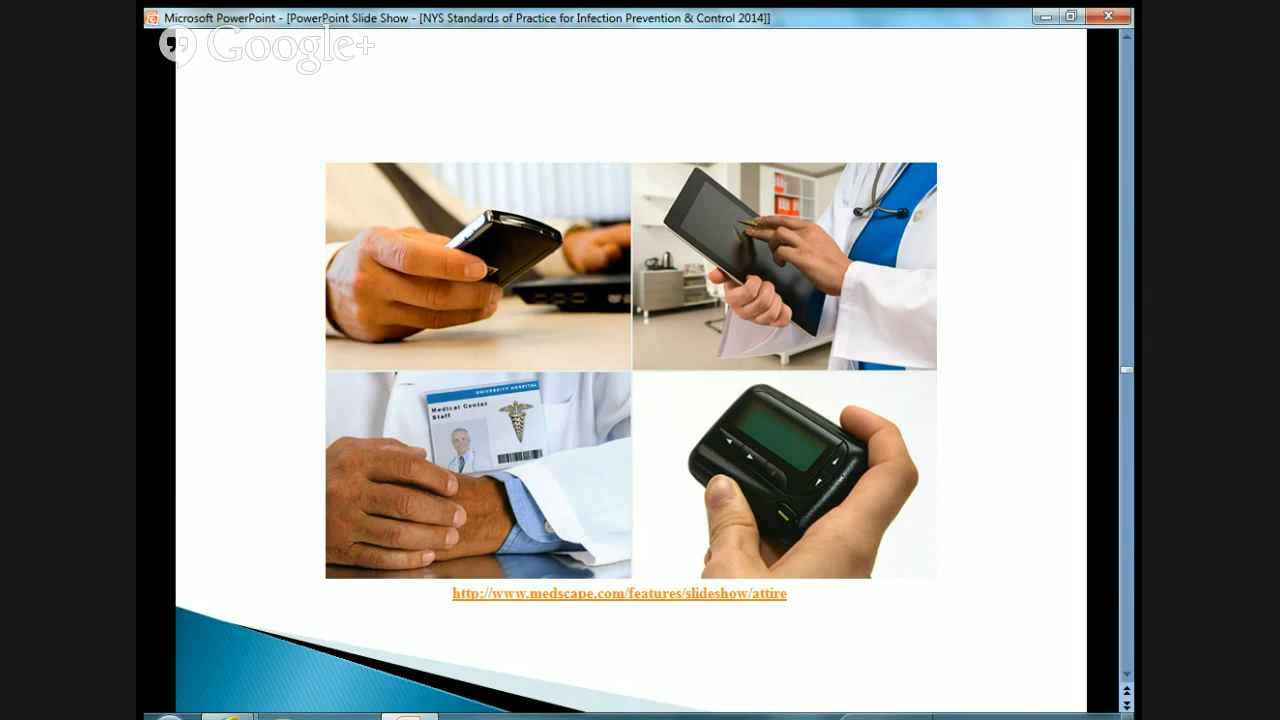 Microsoft PowerPoint - [PowerPoint Slide Show - [NYS Standards of Practice for Infection Prevention & Control 2014]]
Google+
UNIVERSITY HOSPITAL
Medical Center
Staff
http://www.medscape.com/features/slideshow/attire